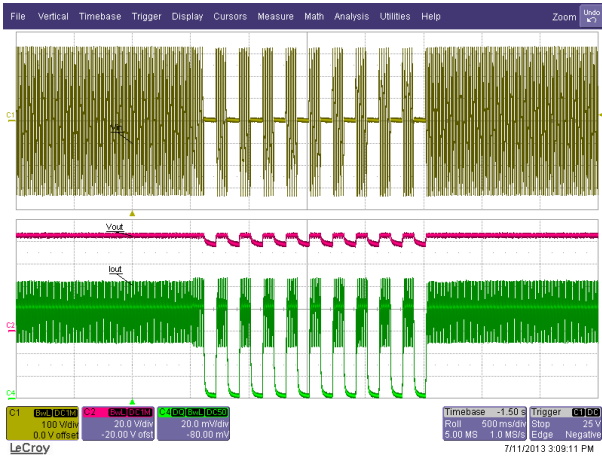 File Vertical Timebase Trigger Display Cursors Measure Math Analysis Utilities Help Zoom Undo
C1
Vin
Vout
Iout
C2
C4
C1 BwL DC1M
100 V/div
0.0 V offset
C2 BwL DC1M
20.0 V/div
-20.00 V ofst
C4 DQ BwL DC50
20.0 mV/div
-80.00 mV
Timebase -1.50 s
Roll 500 ms/div
5.00 MS 1.0 MS/s
Trigger C1 DC
Stop 25 V
Edge Negative
LeCroy
7/11/2013 3:09:11 PM